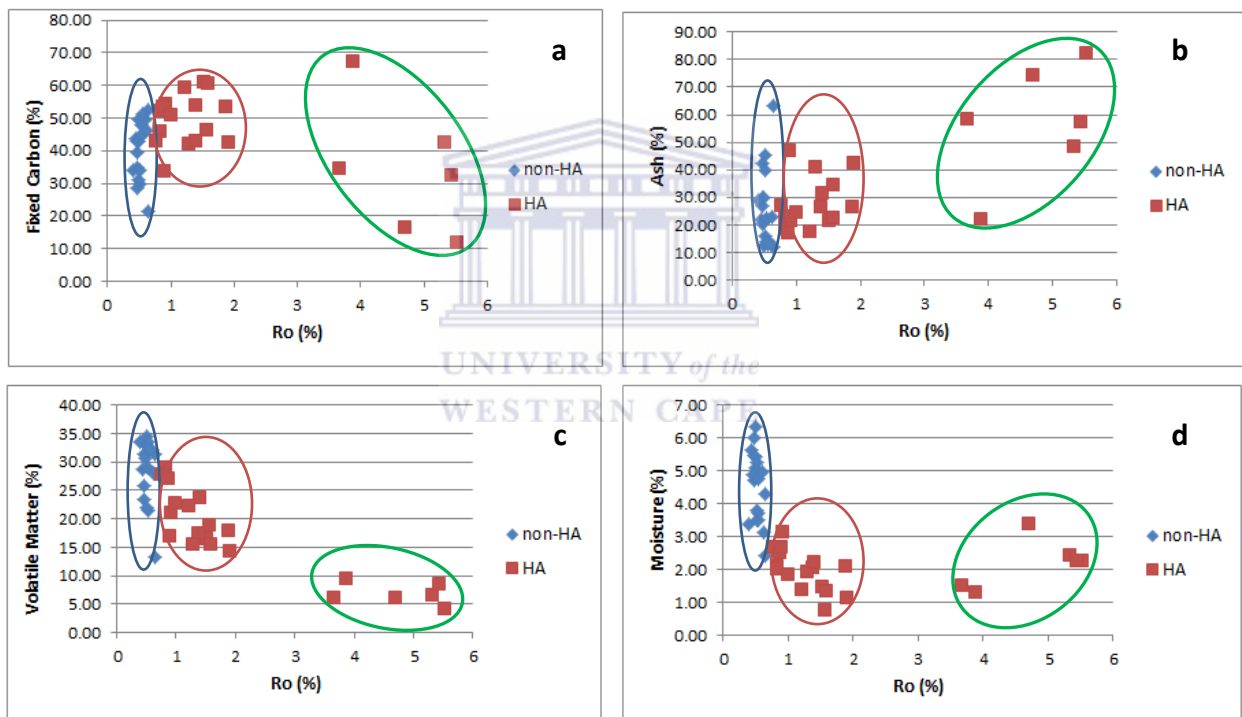 80.00
70.00
60.00
50.00
40.00
30.00
20.00
10.00
0.00
Fixed Carbon (%)
0 1 2 3 4 5 6
Ro (%)
a
non-HA
HA
100.00
90.00
80.00
70.00
60.00
50.00
40.00
30.00
20.00
10.00
0.00
Ash (%)
0 1 2 3 4 5 6
Ro (%)
b
non-HA
HA
UNIVERSITY of the
WESTERN CAPE
40.00
35.00
30.00
25.00
20.00
15.00
10.00
5.00
0.00
Volatile Matter (%)
0 1 2 3 4 5 6
Ro (%)
c
non-HA
HA
7.00
6.00
5.00
4.00
3.00
2.00
1.00
0.00
Moisture (%)
0 1 2 3 4 5 6
Ro (%)
d
non-HA
HA